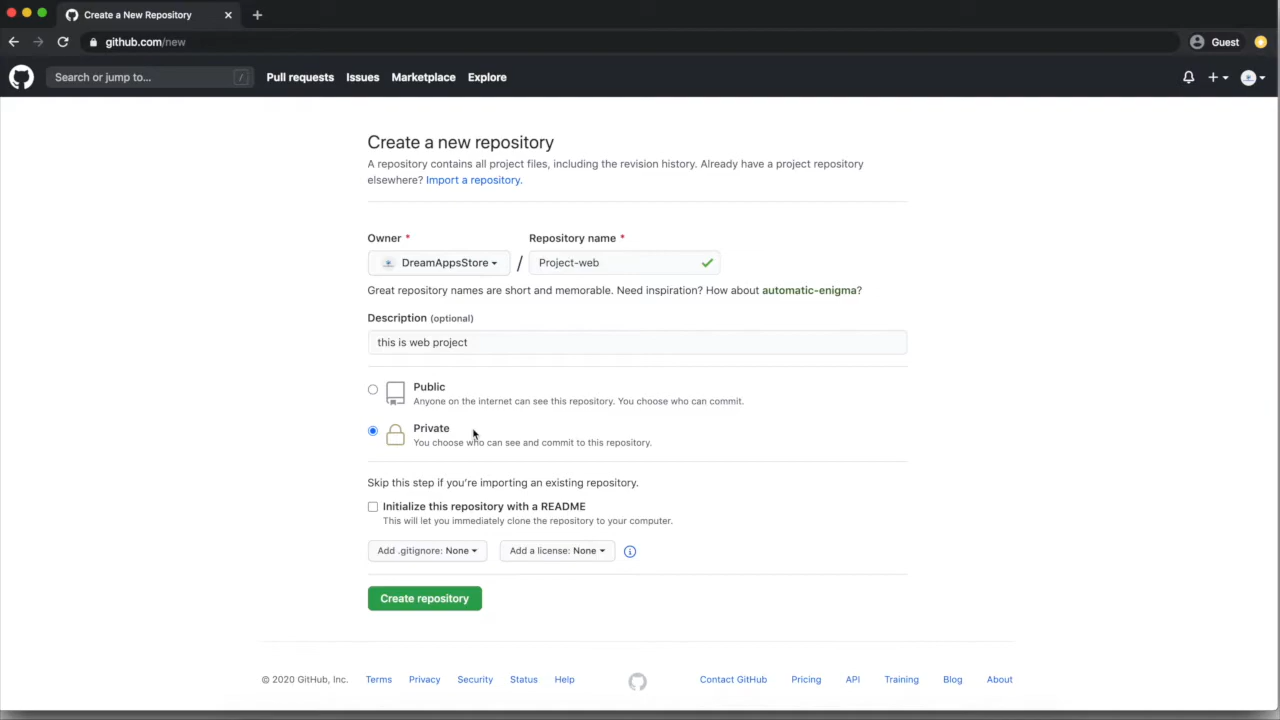 Create a New Repository
github.com/new
Guest
Search or jump to... /
Pull requests
Issues
Marketplace
Explore
Create a new repository
A repository contains all project files, including the revision history. Already have a project repository
elsewhere? Import a repository.
Owner *
Repository name *
DreamAppsStore
/
Project-web
Great repository names are short and memorable. Need inspiration? How about automatic-enigma?
Description (optional)
this is web project
Public
Anyone on the internet can see this repository. You choose who can commit.
Private
You choose who can see and commit to this repository.
Skip this step if you're importing an existing repository.
Initialize this repository with a README
This will let you immediately clone the repository to your computer.
Add .gitignore: None
Add a license: None
Create repository
© 2020 GitHub, Inc.
Terms
Privacy
Security
Status
Help
Contact GitHub
Pricing
API
Training
Blog
About